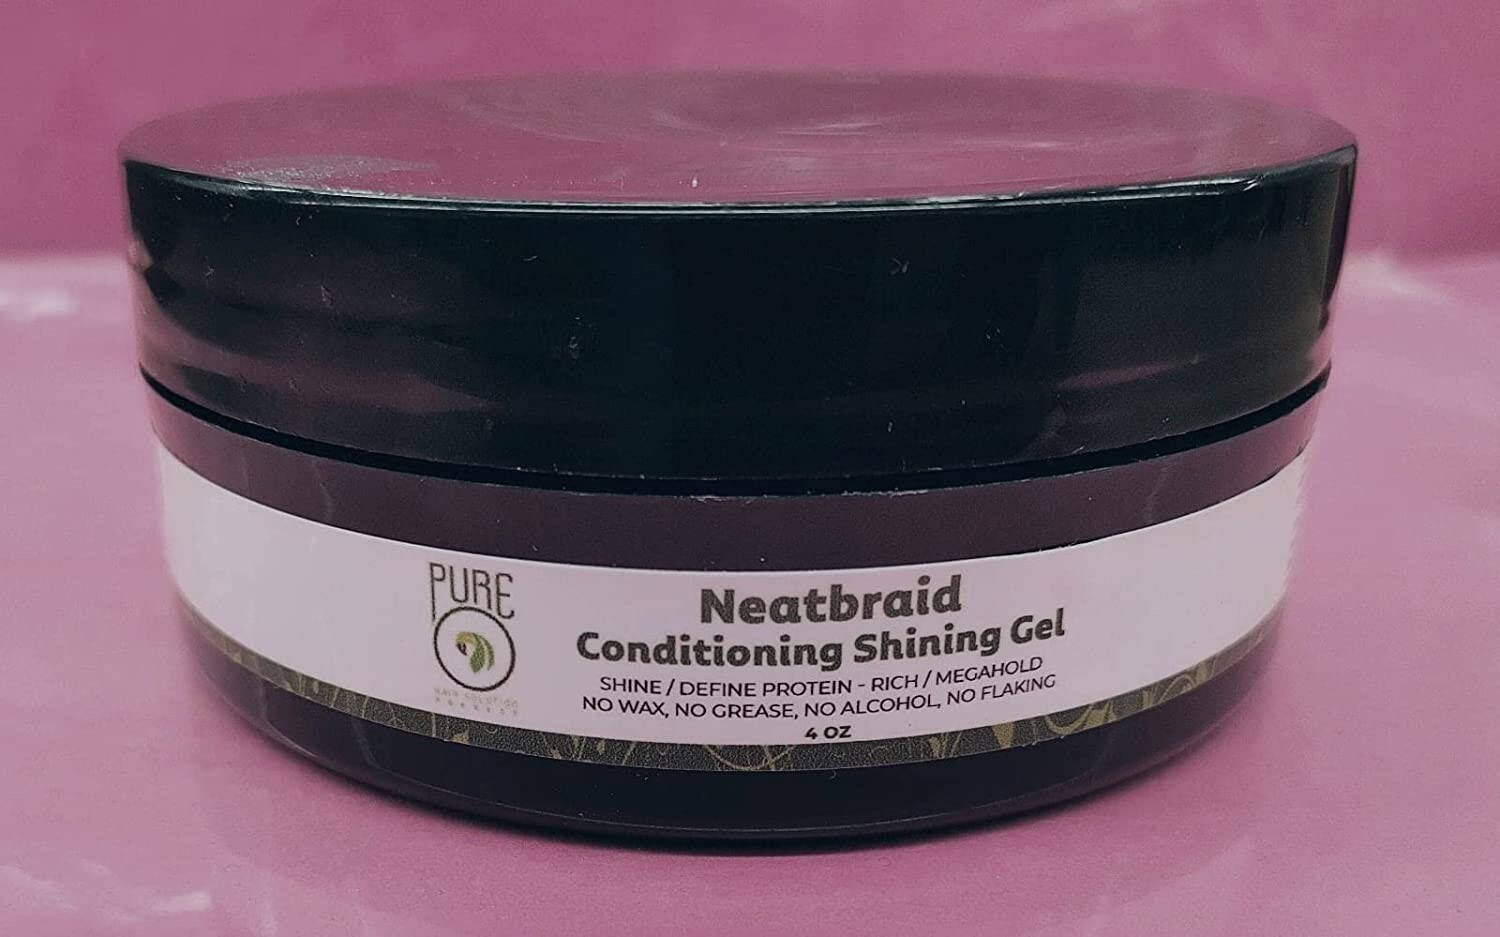 PURE
O
Neatbraid
Conditioning Shining Gel
SHINE / DEFINE PROTEIN - RICH / MEGAHOLD
NO WAX, NO GREASE, NO ALCOHOL, NO FLAKING
4 OZ